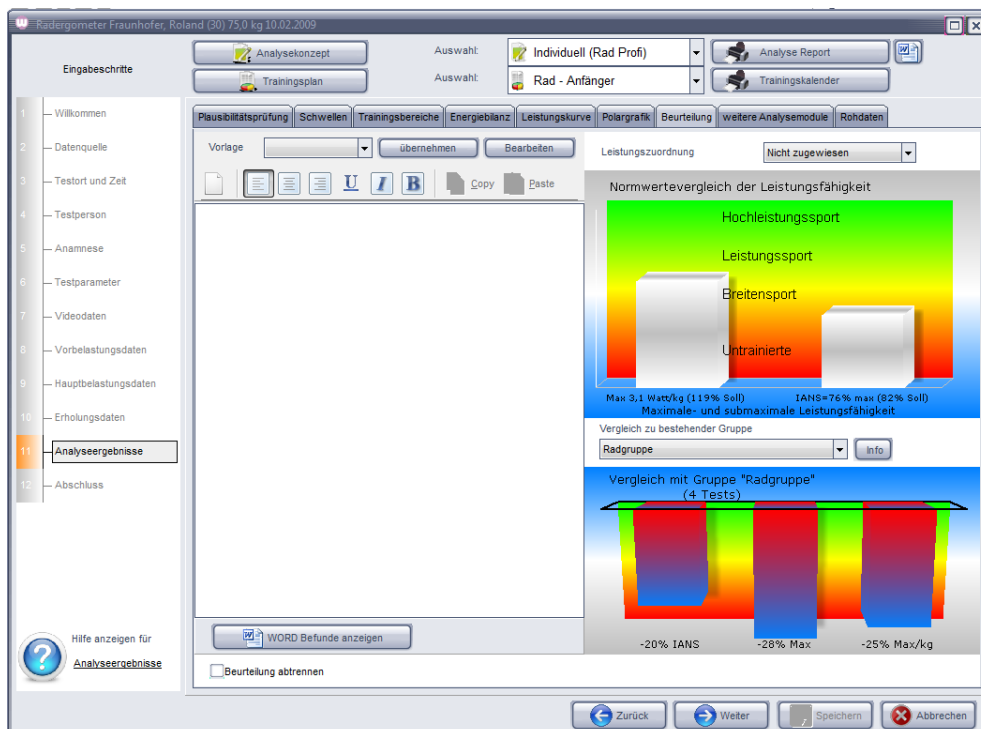 Radergometer Fraunhofer, Roland (30) 75,0 kg 10.02.2009
Eingabeschritte
Analysekonzept
Auswahl:
Individuell (Rad Profi)
Analyse Report
Trainingsplan
Auswahl:
Rad - Anfänger
Trainingskalender
1 Willkommen
2 Datenquelle
3 Testort und Zeit
4 Testperson
5 Anamnese
6 Testparameter
7 Videodaten
8 Vorbelastungsdaten
9 Hauptbelastungsdaten
10 Erholungsdaten
11 Analyseergebnisse
12 Abschluss
Hilfe anzeigen für
Analyseergebnisse
Plausibilitätsprüfung Schwellen Trainingsbereiche Energiebilanz Leistungskurve Polargrafik Beurteilung weitere Analysemodule Rohdaten
Vorlage
übernehmen
Bearbeiten
U I B Copy Paste
WORD Befunde anzeigen
Beurteilung abtrennen
Leistungszuordnung
Nicht zugewiesen
Normwertevergleich der Leistungsfähigkeit
Hochleistungssport
Leistungssport
Breitensport
Untrainierte
Max 3,1 Watt/kg (119% Soll) IANS=76% max (82% Soll)
Maximale- und submaximale Leistungsfähigkeit
Vergleich zu bestehender Gruppe
Radgruppe
Info
Vergleich mit Gruppe "Radgruppe"
(4 Tests)
-20% IANS -28% Max -25% Max/kg
Zurück
Weiter
Speichern
Abbrechen